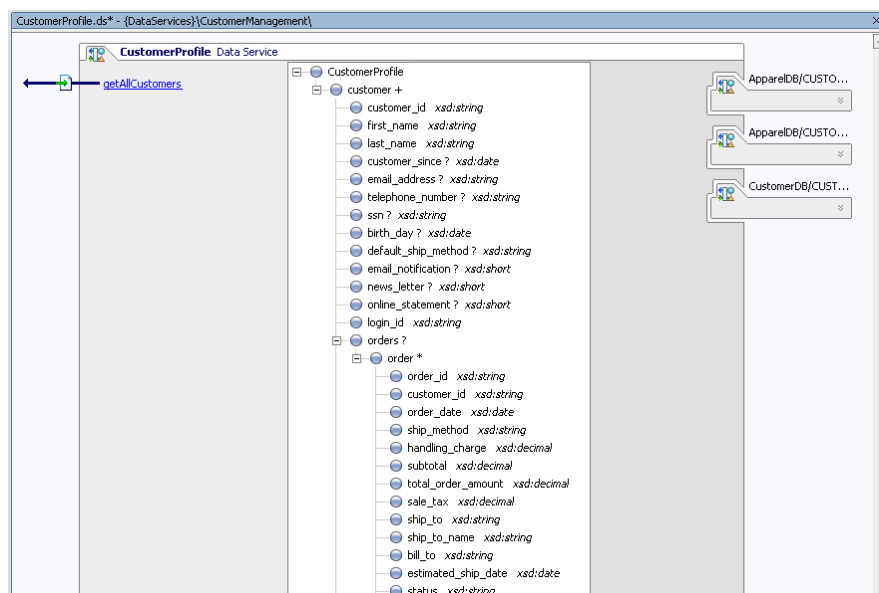 CustomerProfile.ds* - {DataServices}\CustomerManagement\
CustomerProfile Data Service
getAllCustomers
CustomerProfile
customer +
customer_id xsd:string
first_name xsd:string
last_name xsd:string
customer_since ? xsd:date
email_address ? xsd:string
telephone_number ? xsd:string
ssn ? xsd:string
birth_day ? xsd:date
default_ship_method ? xsd:string
email_notification ? xsd:short
news_letter ? xsd:short
online_statement ? xsd:short
login_id xsd:string
orders ?
order *
order_id xsd:string
customer_id xsd:string
order_date xsd:date
ship_method xsd:string
handling_charge xsd:decimal
subtotal xsd:decimal
total_order_amount xsd:decimal
sale_tax xsd:decimal
ship_to xsd:string
ship_to_name xsd:string
bill_to xsd:string
estimated_ship_date xsd:date
status xsd:string
ApparelDB/CUSTO...
ApparelDB/CUSTO...
CustomerDB/CUST...